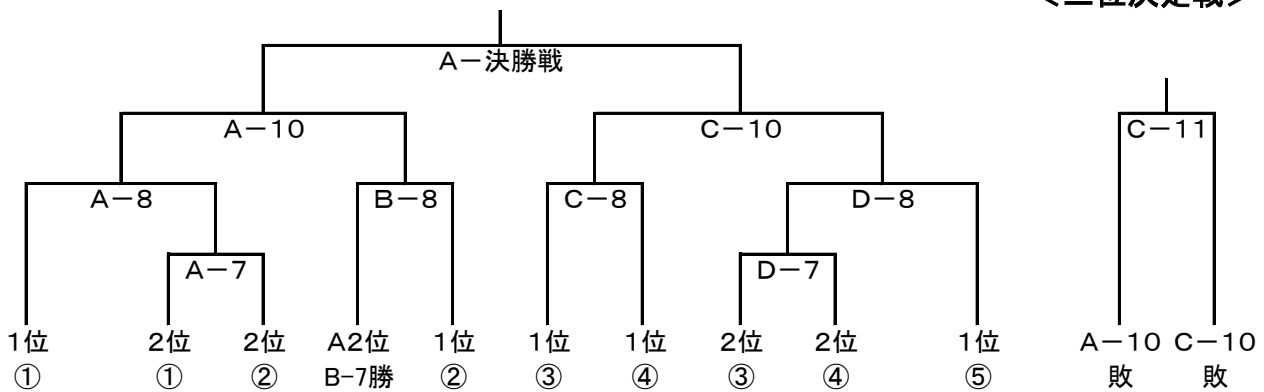 <三位決定戦>
A-決勝戦
A-10
C-10
C-11
A-8
B-8
C-8
D-8
A-7
D-7
1位 2位 2位 A2位 1位 1位 1位 2位 2位 1位 A-10 C-10
① ① ② B-7勝 ② ③ ④ ③ ④ ⑤ 敗 敗